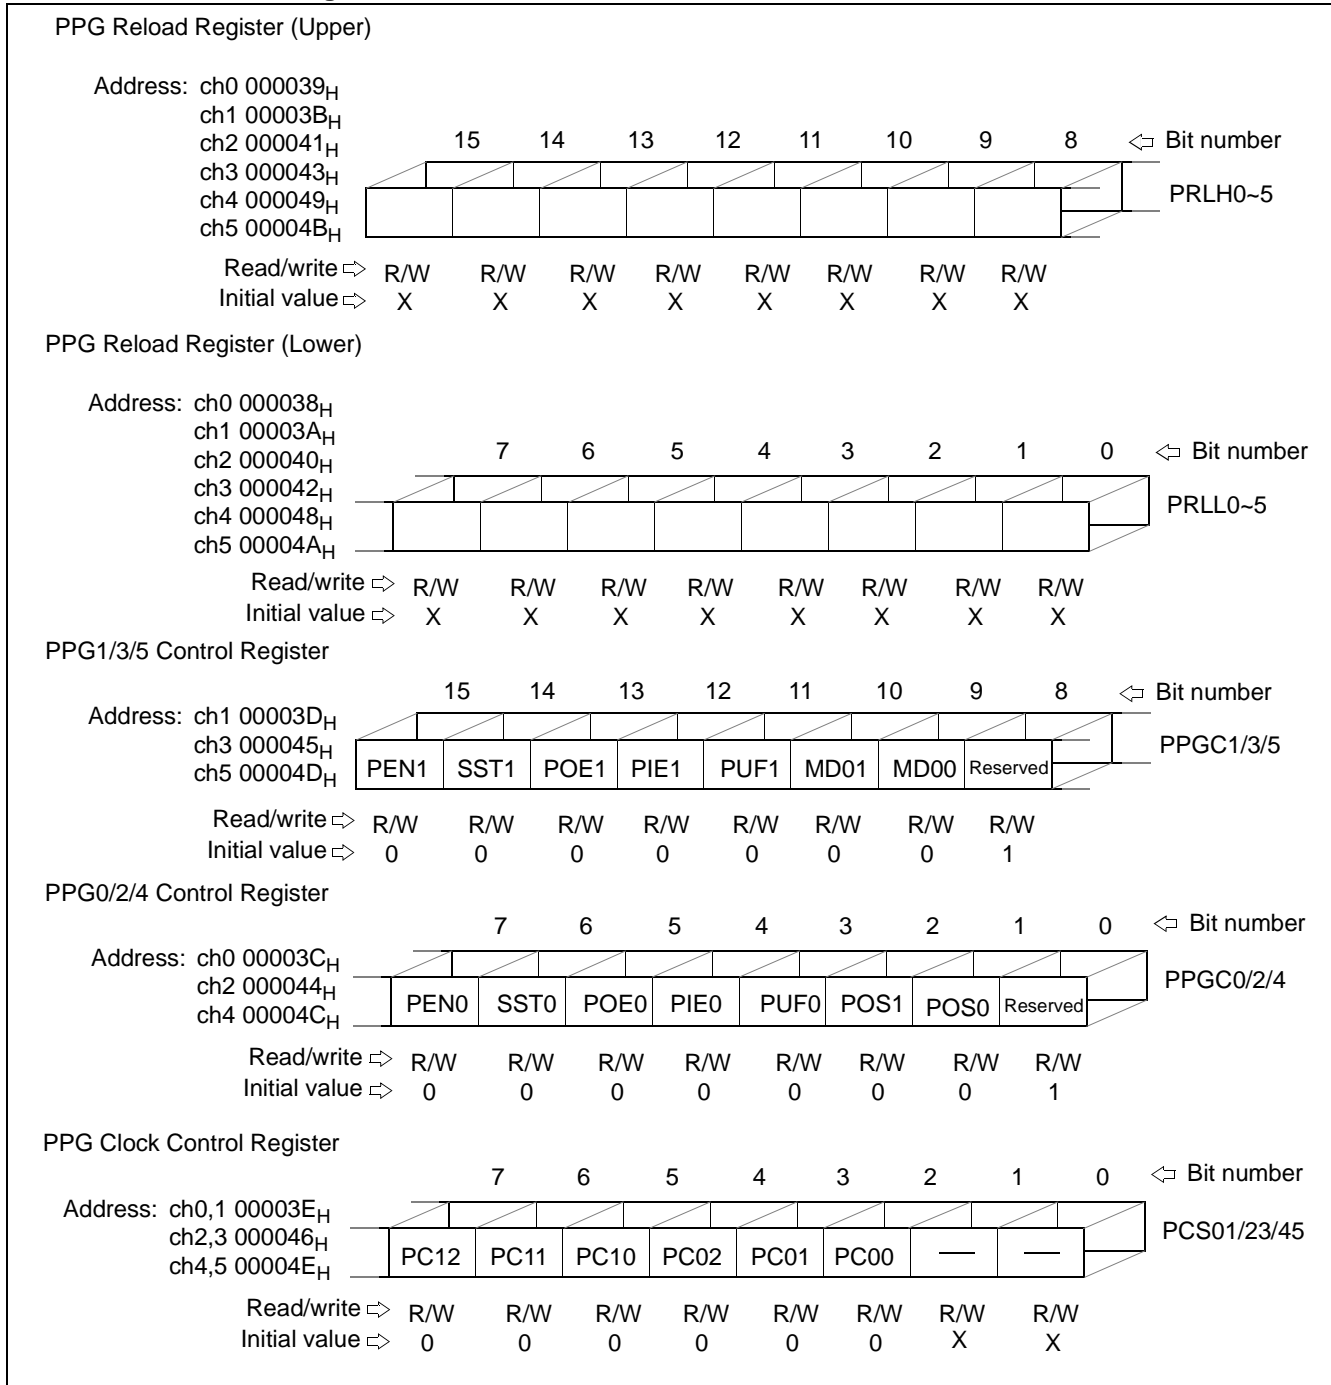 PPG Reload Register (Upper)
Address: ch0 000039H
ch1 00003BH
ch2 000041H
ch3 000043H
ch4 000049H
ch5 00004BH
15 14 13 12 11 10 9 8 ⇦ Bit number
PRLH0~5
Read/write ⇨ R/W R/W R/W R/W R/W R/W R/W R/W
Initial value ⇨ X X X X X X X X
PPG Reload Register (Lower)
Address: ch0 000038H
ch1 00003AH
ch2 000040H
ch3 000042H
ch4 000048H
ch5 00004AH
7 6 5 4 3 2 1 0 ⇦ Bit number
PRLL0~5
Read/write ⇨ R/W R/W R/W R/W R/W R/W R/W R/W
Initial value ⇨ X X X X X X X X
PPG1/3/5 Control Register
15 14 13 12 11 10 9 8 ⇦ Bit number
Address: ch1 00003DH
ch3 000045H
ch5 00004DH
PEN1 SST1 POE1 PIE1 PUF1 MD01 MD00 Reserved
PPGC1/3/5
Read/write ⇨ R/W R/W R/W R/W R/W R/W R/W R/W
Initial value ⇨ 0 0 0 0 0 0 0 1
PPG0/2/4 Control Register
7 6 5 4 3 2 1 0 ⇦ Bit number
Address: ch0 00003CH
ch2 000044H
ch4 00004CH
PEN0 SST0 POE0 PIE0 PUF0 POS1 POS0 Reserved
PPGC0/2/4
Read/write ⇨ R/W R/W R/W R/W R/W R/W R/W R/W
Initial value ⇨ 0 0 0 0 0 0 0 1
PPG Clock Control Register
7 6 5 4 3 2 1 0 ⇦ Bit number
Address: ch0,1 00003EH
ch2,3 000046H
ch4,5 00004EH
PC12 PC11 PC10 PC02 PC01 PC00 — —
PCS01/23/45
Read/write ⇨ R/W R/W R/W R/W R/W R/W R/W R/W
Initial value ⇨ 0 0 0 0 0 0 X X